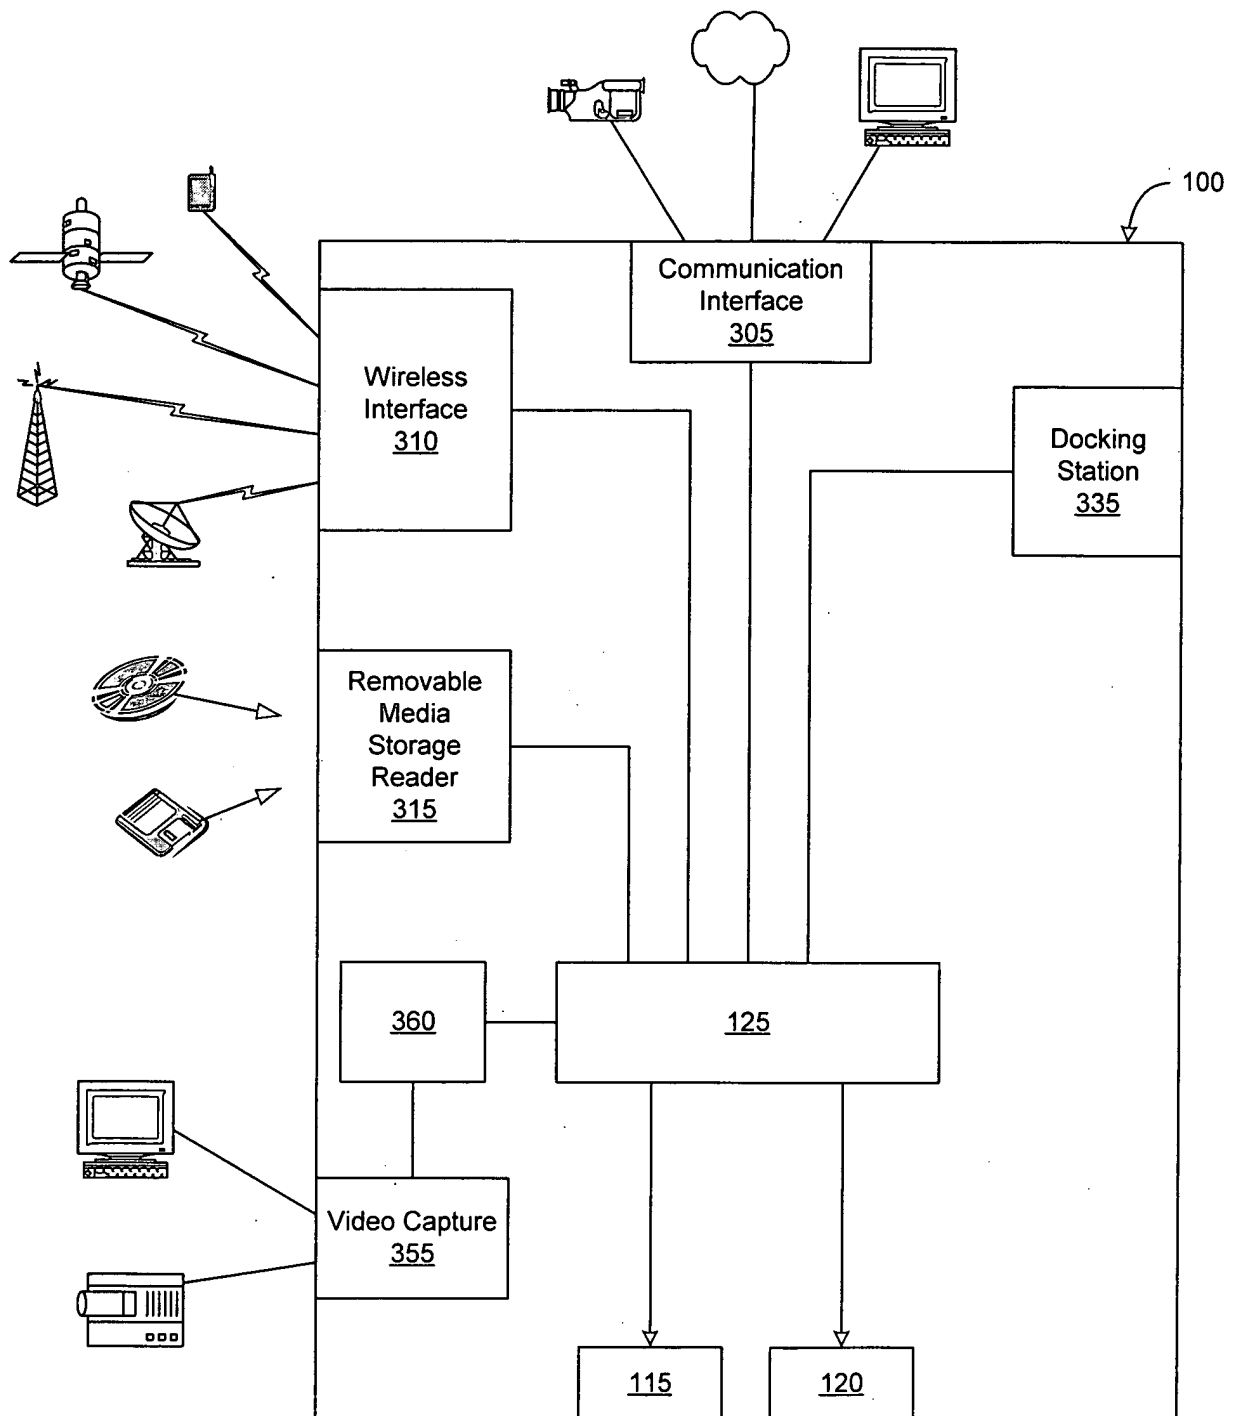 100
Communication
Interface
305
Wireless
Interface
310
Docking
Station
335
Removable
Media
Storage
Reader
315
360
125
Video Capture
355
115
120